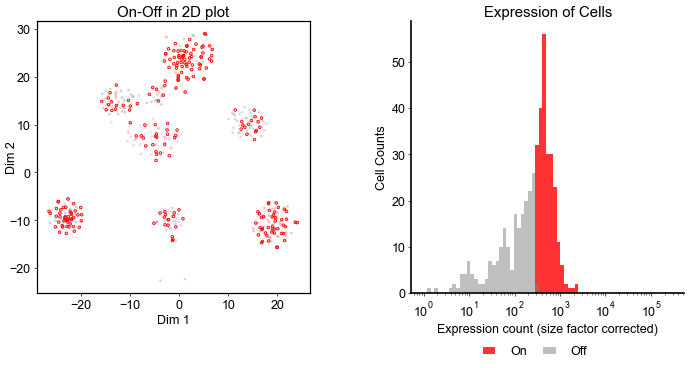 On-Off in 2D plot
30
20
10
0
−10
−20
−20
−10
0
10
20
Dim 1
Dim 2
Expression of Cells
50
40
30
20
10
0
10^0
10^1
10^2
10^3
10^4
10^5
Cell Counts
Expression count (size factor corrected)
On
Off